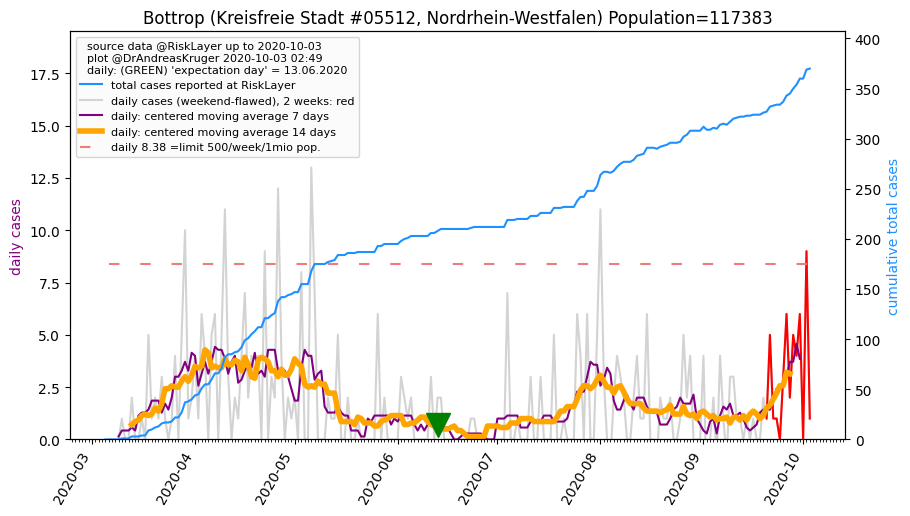 Bottrop (Kreisfreie Stadt #05512, Nordrhein-Westfalen) Population=117383
source data @RiskLayer up to 2020-10-03
plot @DrAndreasKruger 2020-10-03 02:49
daily: (GREEN) 'expectation day' = 13.06.2020
total cases reported at RiskLayer
daily cases (weekend-flawed), 2 weeks: red
daily: centered moving average 7 days
daily: centered moving average 14 days
daily 8.38 =limit 500/week/1mio pop.
daily cases
17.5
15.0
12.5
10.0
7.5
5.0
2.5
0.0
cumulative total cases
400
350
300
250
200
150
100
50
0
2020-03
2020-04
2020-05
2020-06
2020-07
2020-08
2020-09
2020-10